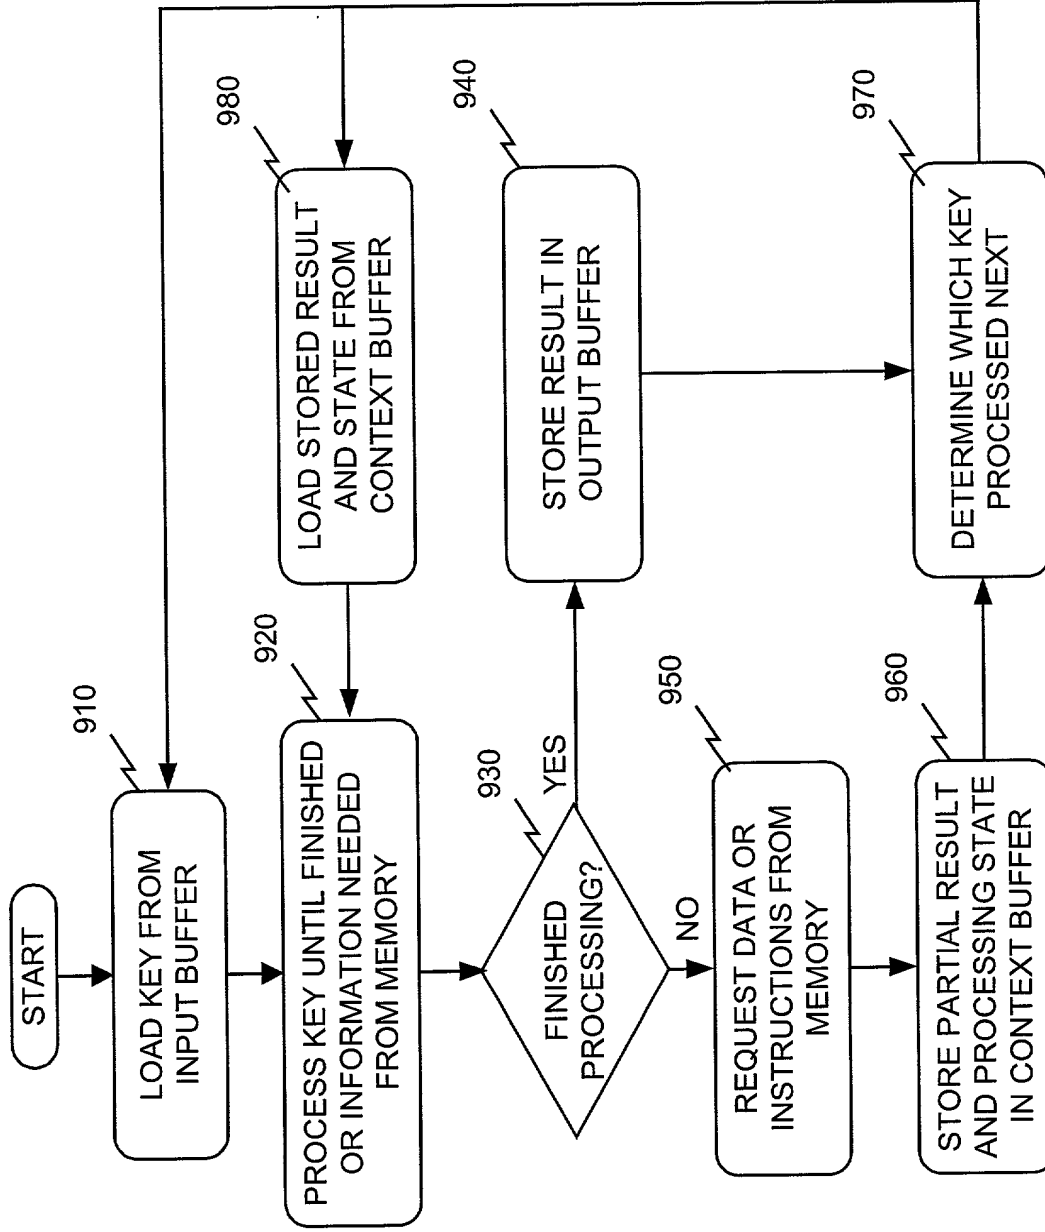 START
910
LOAD KEY FROM
INPUT BUFFER
920
PROCESS KEY UNTIL FINISHED
OR INFORMATION NEEDED
FROM MEMORY
980
LOAD STORED RESULT
AND STATE FROM
CONTEXT BUFFER
930
FINISHED
PROCESSING?
YES
NO
940
STORE RESULT IN
OUTPUT BUFFER
950
REQUEST DATA OR
INSTRUCTIONS FROM
MEMORY
960
STORE PARTIAL RESULT
AND PROCESSING STATE
IN CONTEXT BUFFER
970
DETERMINE WHICH KEY
PROCESSED NEXT